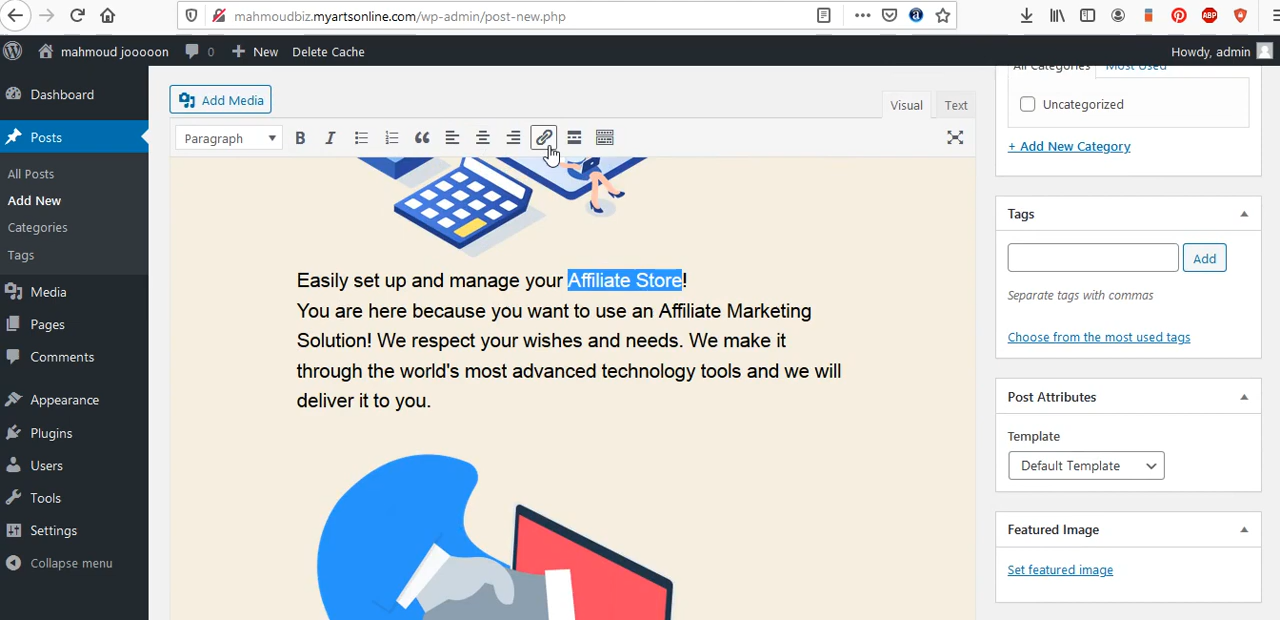 mahmoudbiz.myartsonline.com/wp-admin/post-new.php
ABP
mahmoud jooooon 0 New Delete Cache Howdy, admin
Dashboard
Posts
All Posts
Add New
Categories
Tags
Media
Pages
Comments
Appearance
Plugins
Users
Tools
Settings
Collapse menu
Add Media
Visual Text
Paragraph
Easily set up and manage your Affiliate Store!
You are here because you want to use an Affiliate Marketing
Solution! We respect your wishes and needs. We make it
through the world's most advanced technology tools and we will
deliver it to you.
All Categories Most Used
Uncategorized
+ Add New Category
Tags
Add
Separate tags with commas
Choose from the most used tags
Post Attributes
Template
Default Template
Featured Image
Set featured image